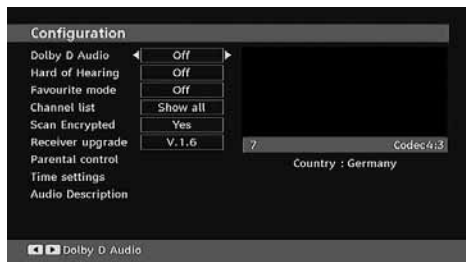 Configuration
Dolby D Audio Off
Hard of Hearing Off
Favourite mode Off
Channel list Show all
Scan Encrypted Yes
Receiver upgrade V.1.6
Parental control
Time settings
Audio Description
7 Codec4:3
Country : Germany
Dolby D Audio